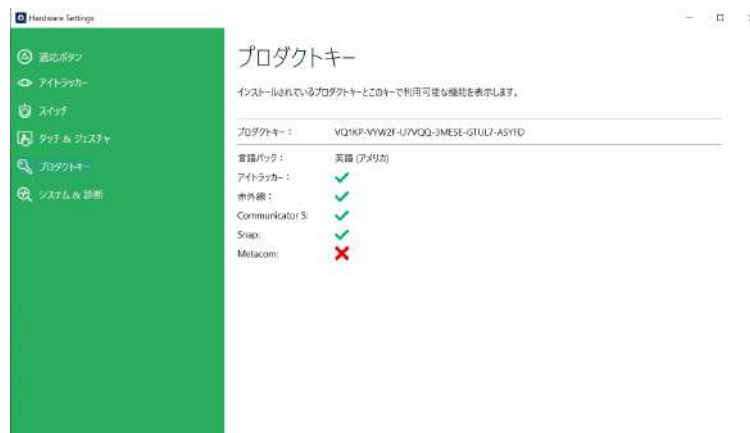 Hardware Settings
適応ボタン
アイトラッカー
スイッチ
タッチ & ジェスチャ
プロダクトキー
システム & 診断
プロダクトキー
インストールされているプロダクトキーとこのキーで利用可能な機能を表示します。
プロダクトキー： VQ1KP-VYW2F-U7VQQ-3MESE-GTUL7-ASYFD
言語パック： 英語 (アメリカ)
アイトラッカー：
赤外線：
Communicator 5:
Snap:
Metacom: